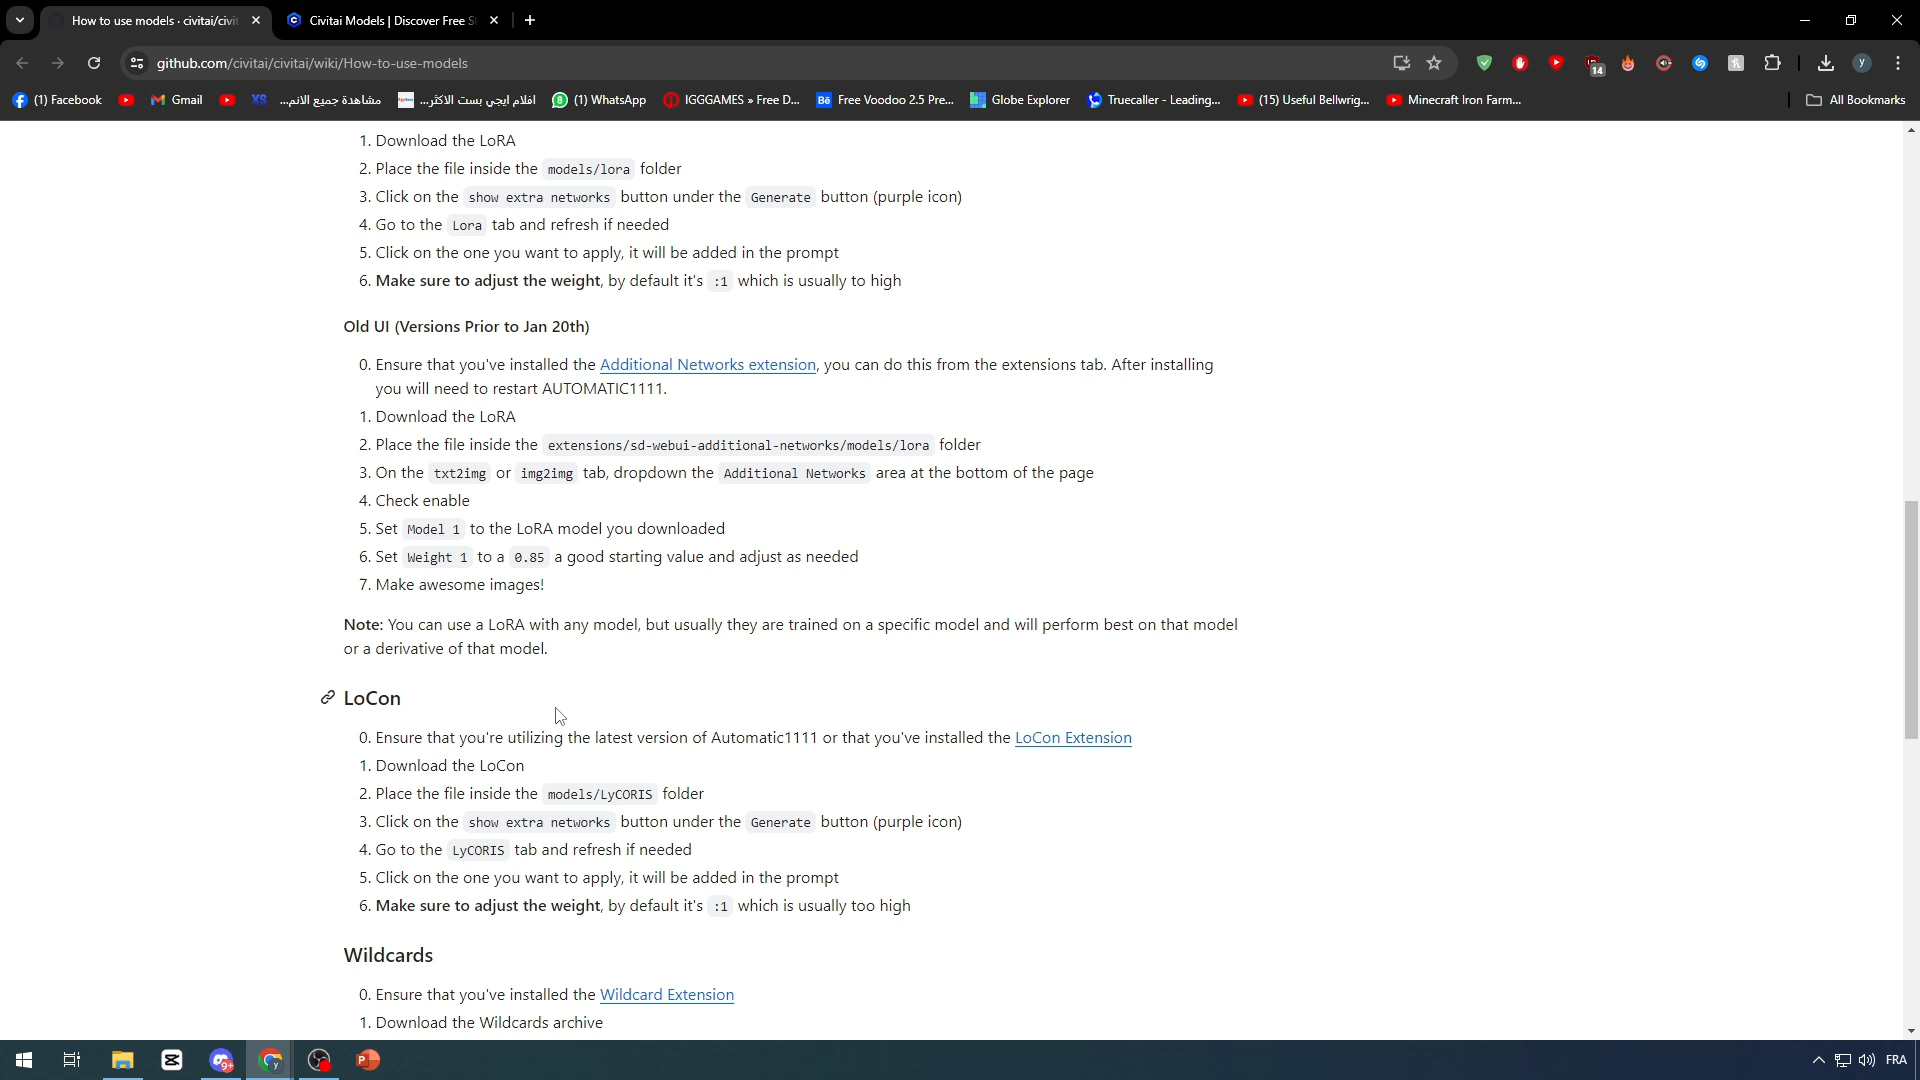 How to use models · civitai/civit
Civitai Models | Discover Free S
github.com/civitai/civitai/wiki/How-to-use-models
14
y
(1) Facebook
Gmail
XS
مشاهدة جميع الانم...
افلام ايجي بست الاكثر...
(1) WhatsApp
IGGGAMES » Free D...
Bē
Free Voodoo 2.5 Pre...
Globe Explorer
Truecaller - Leading...
(15) Useful Bellwrig...
Minecraft Iron Farm...
All Bookmarks
1. Download the LoRA
2. Place the file inside the models/lora folder
3. Click on the show extra networks button under the Generate button (purple icon)
4. Go to the Lora tab and refresh if needed
5. Click on the one you want to apply, it will be added in the prompt
6. Make sure to adjust the weight, by default it's :1 which is usually to high
Old UI (Versions Prior to Jan 20th)
0. Ensure that you've installed the Additional Networks extension, you can do this from the extensions tab. After installing
you will need to restart AUTOMATIC1111.
1. Download the LoRA
2. Place the file inside the extensions/sd-webui-additional-networks/models/lora folder
3. On the txt2img or img2img tab, dropdown the Additional Networks area at the bottom of the page
4. Check enable
5. Set Model 1 to the LoRA model you downloaded
6. Set Weight 1 to a 0.85 a good starting value and adjust as needed
7. Make awesome images!
Note: You can use a LoRA with any model, but usually they are trained on a specific model and will perform best on that model
or a derivative of that model.
LoCon
0. Ensure that you're utilizing the latest version of Automatic1111 or that you've installed the LoCon Extension
1. Download the LoCon
2. Place the file inside the models/LyCORIS folder
3. Click on the show extra networks button under the Generate button (purple icon)
4. Go to the LyCORIS tab and refresh if needed
5. Click on the one you want to apply, it will be added in the prompt
6. Make sure to adjust the weight, by default it's :1 which is usually too high
Wildcards
0. Ensure that you've installed the Wildcard Extension
1. Download the Wildcards archive
9+
y
FRA